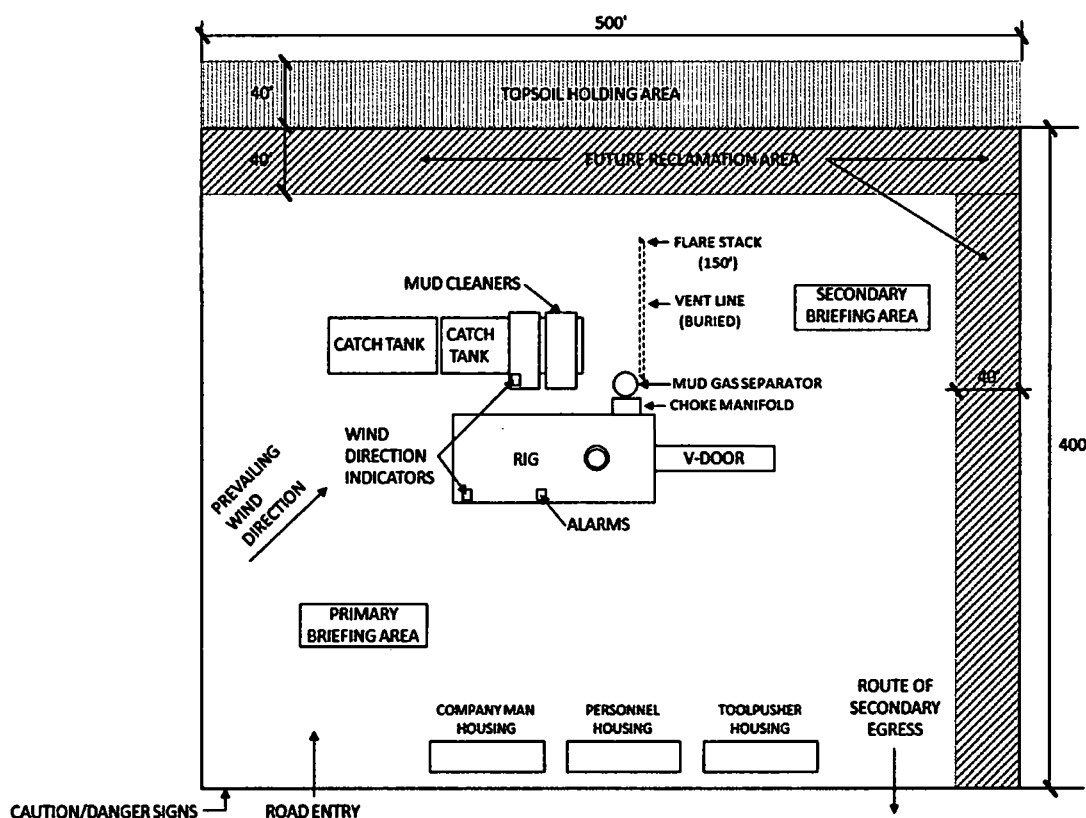 500'
40'
TOPSOIL HOLDING AREA
40'
FUTURE RECLAMATION AREA
FLARE STACK
(150')
MUD CLEANERS
VENT LINE
(BURIED)
SECONDARY
BRIEFING AREA
CATCH TANK
CATCH
TANK
MUD GAS SEPARATOR
40'
CHOKE MANIFOLD
WIND
DIRECTION
INDICATORS
RIG
V-DOOR
400
PREVAILING
WIND
DIRECTION
ALARMS
PRIMARY
BRIEFING AREA
ROUTE OF
SECONDARY
EGRESS
COMPANY MAN
HOUSING
PERSONNEL
HOUSING
TOOLPUSHER
HOUSING
CAUTION/DANGER SIGNS
ROAD ENTRY